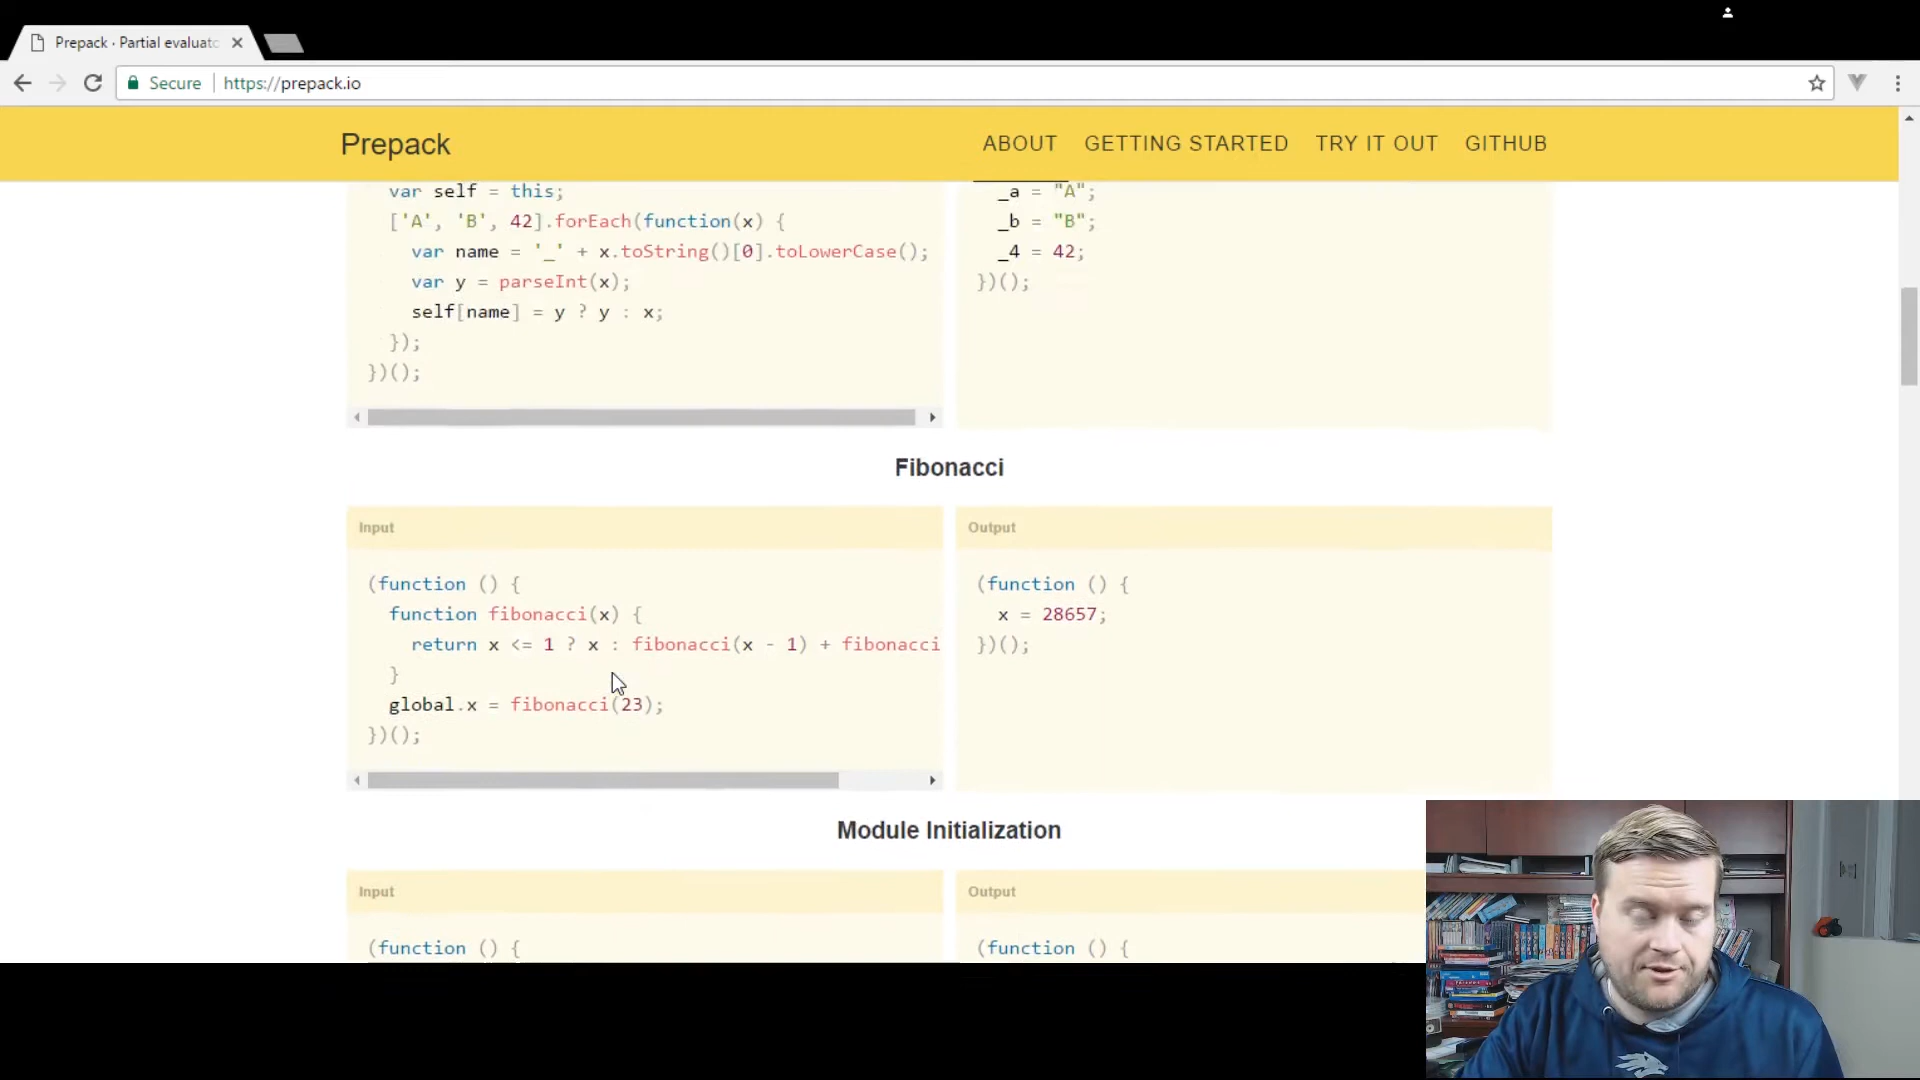 Prepack · Partial evaluato
Secure
https://prepack.io
Prepack
ABOUT
GETTING STARTED
TRY IT OUT
GITHUB
var self = this;
['A', 'B', 42].forEach(function(x) {
var name = '_' + x.toString()[0].toLowerCase();
var y = parseInt(x);
self[name] = y ? y : x;
});
})();
_a = "A";
_b = "B";
_4 = 42;
})();
Fibonacci
Input
(function () {
function fibonacci(x) {
return x <= 1 ? x : fibonacci(x - 1) + fibonacci
}
global.x = fibonacci(23);
})();
Output
(function () {
x = 28657;
})();
Module Initialization
Input
(function () {
Output
(function () {